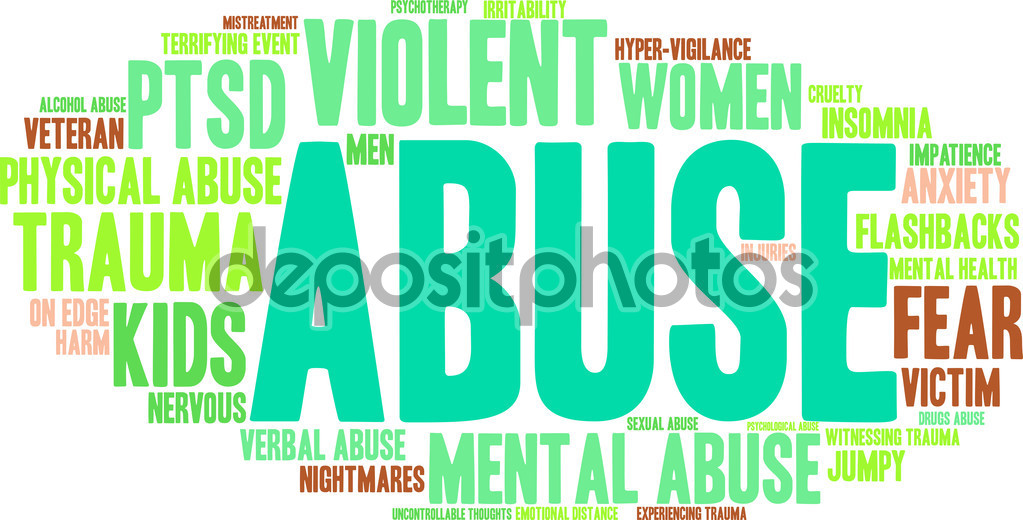 PSYCHOTHERAPY
IRRITABILITY
MISTREATMENT
VIOLENT
TERRIFYING EVENT
HYPER-VIGILANCE
PTSD
WOMEN
CRUELTY
ALCOHOL ABUSE
VETERAN
INSOMNIA
MEN
ABUSE
IMPATIENCE
PHYSICAL ABUSE
ANXIETY
TRAUMA
FLASHBACKS
INJURIES
depositphotos
MENTAL HEALTH
ON EDGE
FEAR
KIDS
HARM
VICTIM
NERVOUS
DRUGS ABUSE
SEXUAL ABUSE
PSYCHOLOGICAL ABUSE
VERBAL ABUSE
MENTAL ABUSE
WITNESSING TRAUMA
JUMPY
NIGHTMARES
UNCONTROLLABLE THOUGHTS
EMOTIONAL DISTANCE
EXPERIENCING TRAUMA